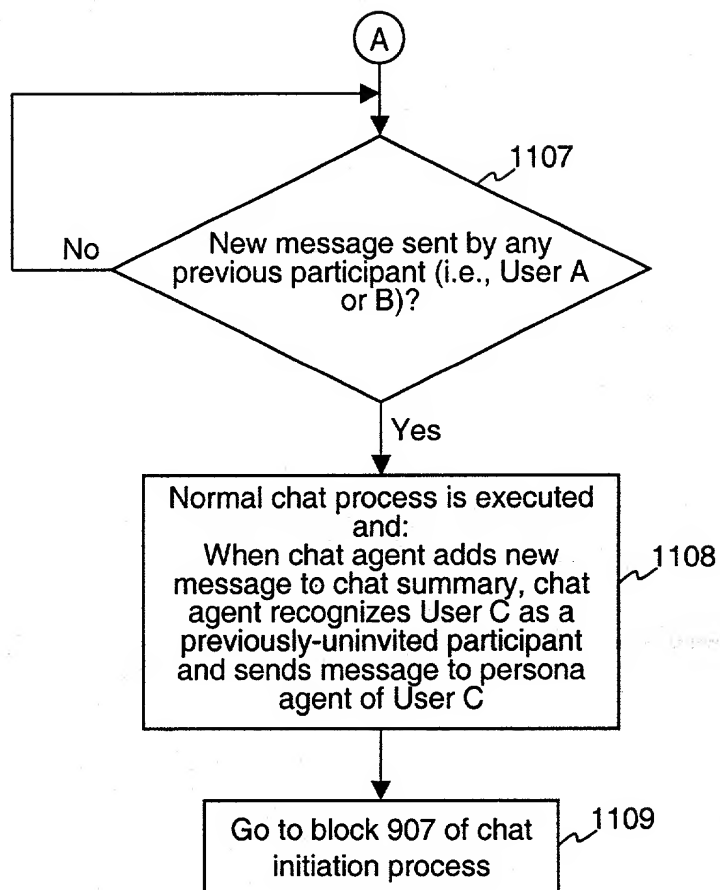 A
1107
No
New message sent by any
previous participant (i.e., User A
or B)?
Yes
Normal chat process is executed
and:
When chat agent adds new
message to chat summary, chat
agent recognizes User C as a
previously-uninvited participant
and sends message to persona
agent of User C
1108
Go to block 907 of chat
initiation process
1109